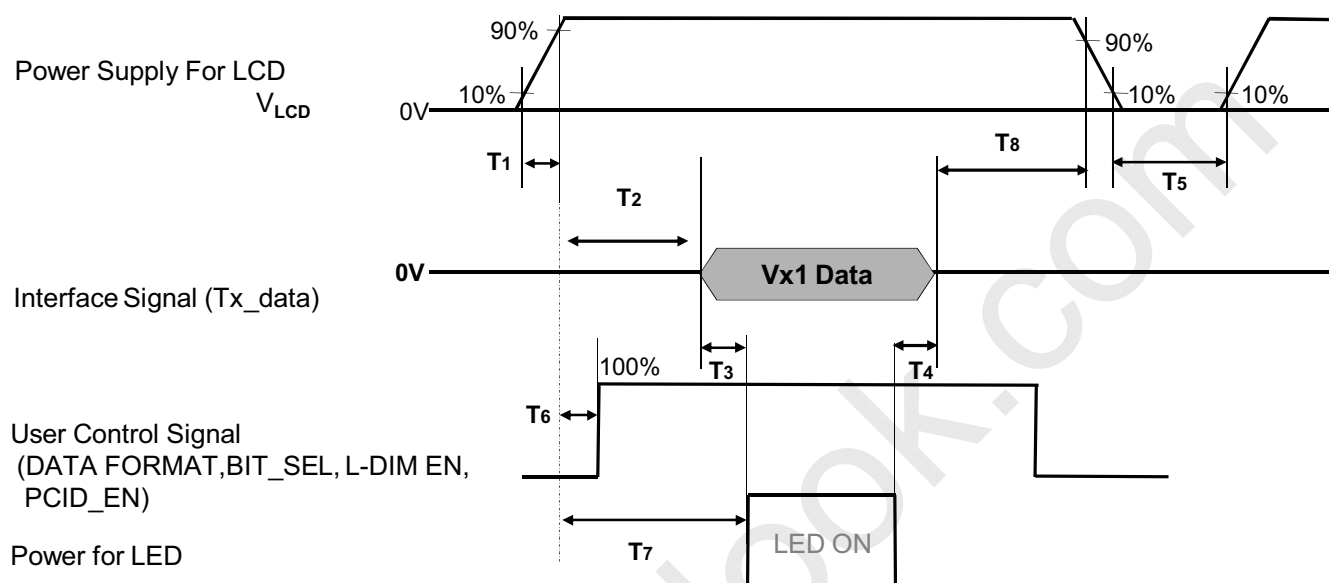 90%
90%
Power Supply For LCD
VLCD
10%
10%
10%
0V
T1
T8
T5
T2
0V
Vx1 Data
Interface Signal (Tx_data)
T3
T4
100%
T6
User Control Signal
(DATA FORMAT,BIT_SEL, L-DIM EN,
PCID_EN)
T7
LED ON
Power for LED
look.com